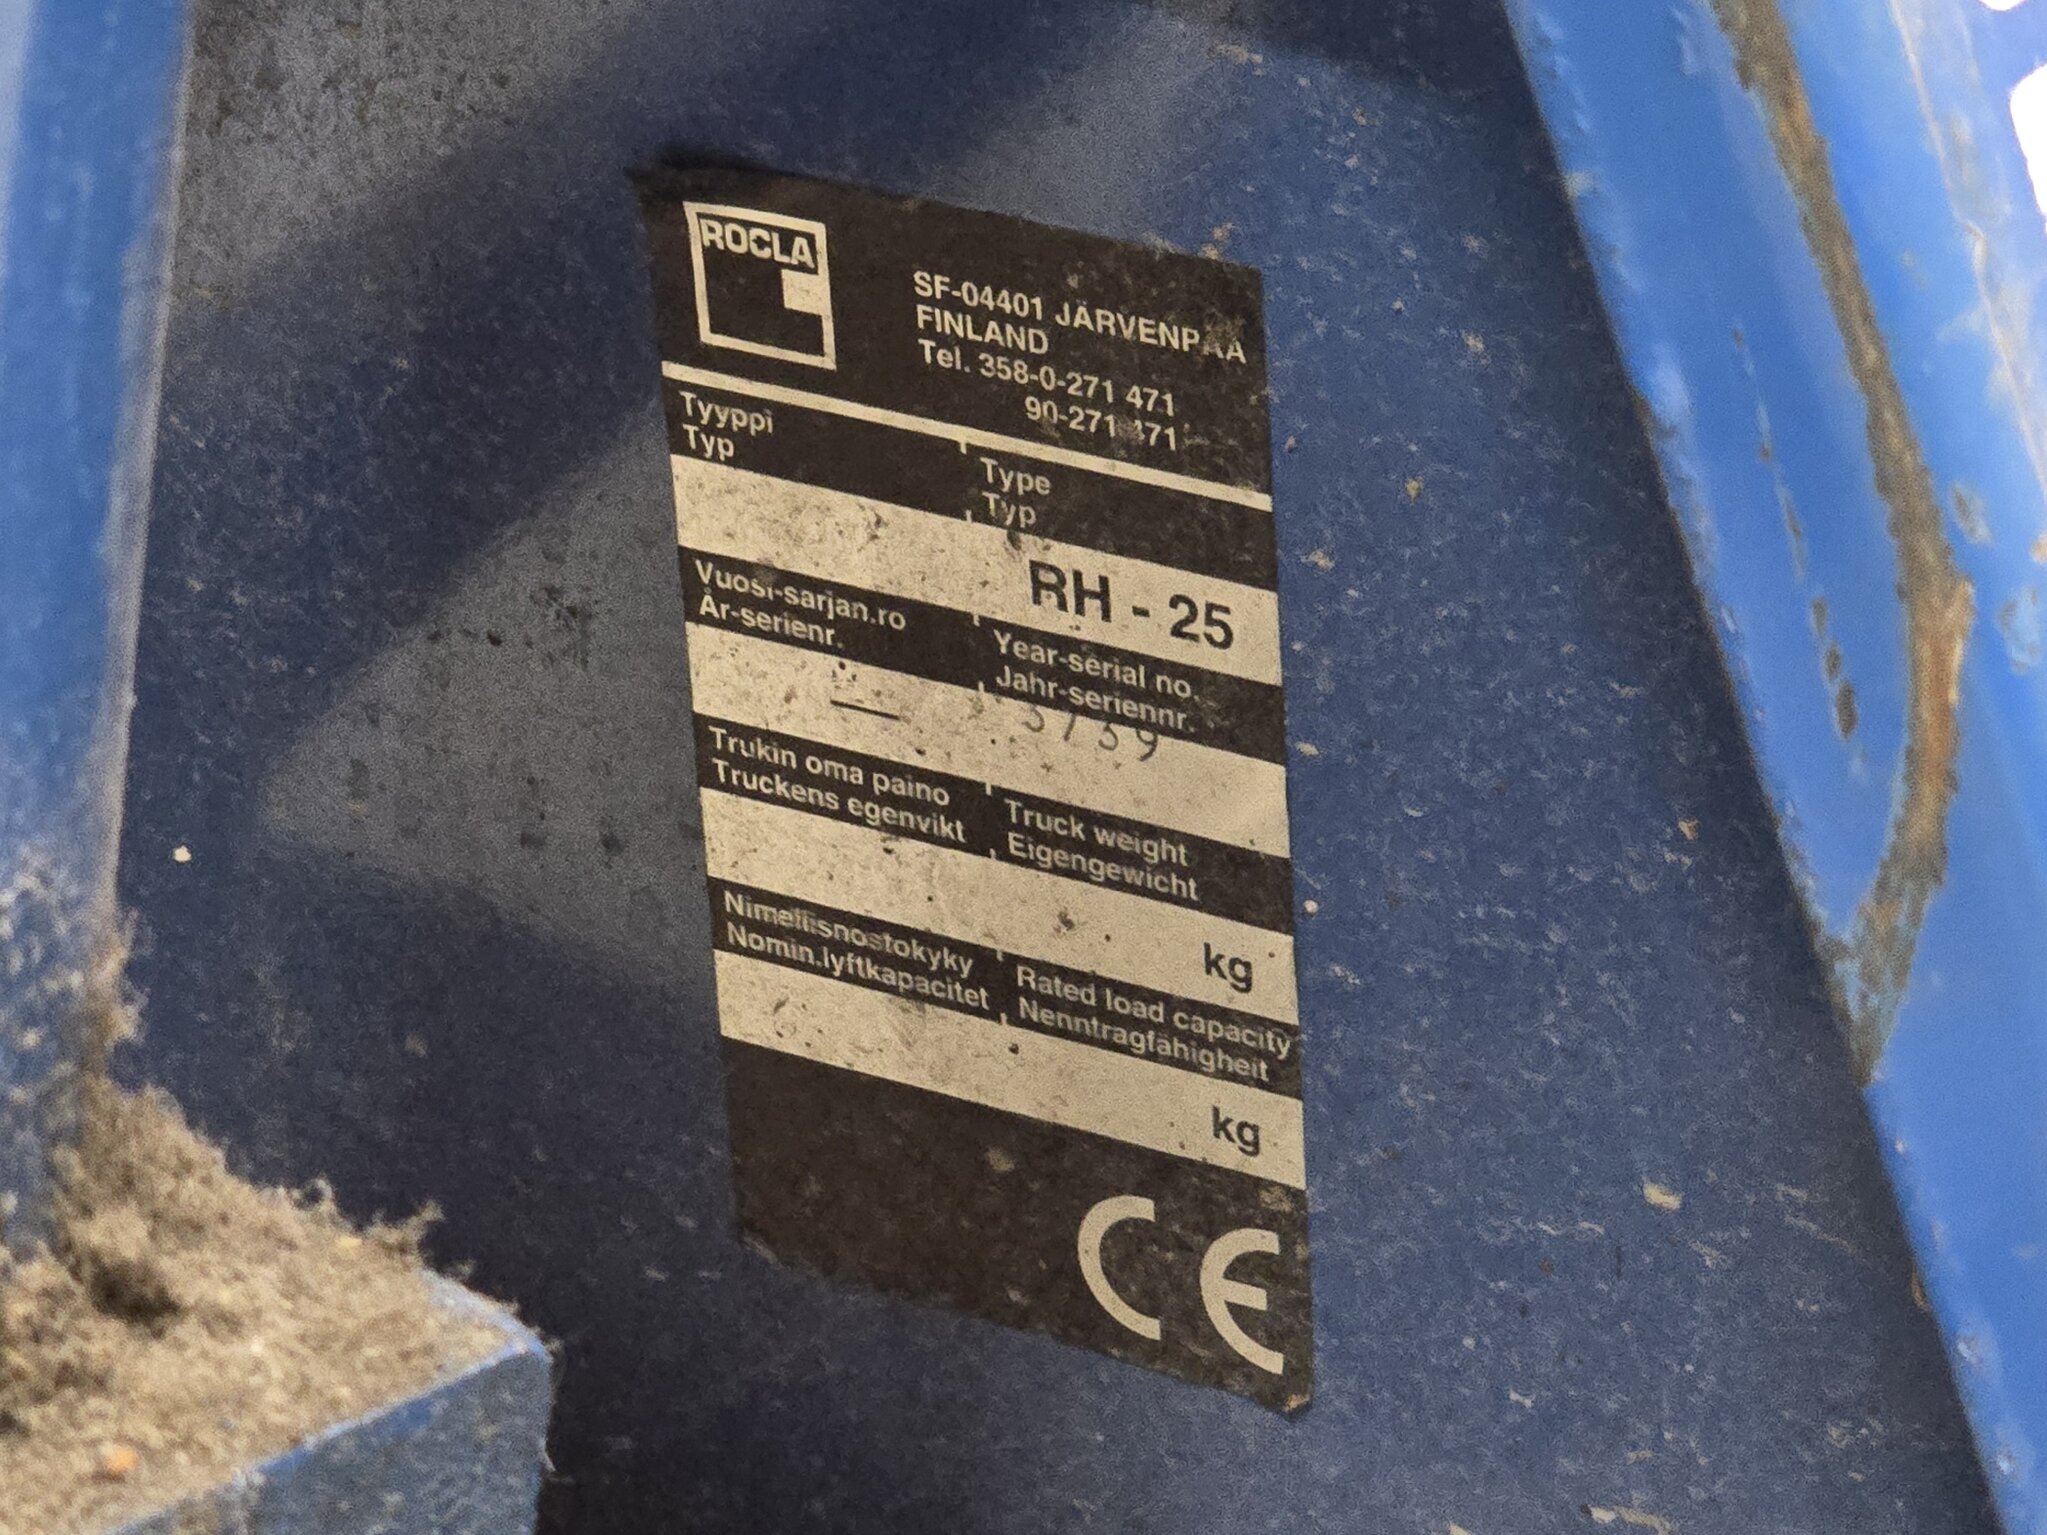 ROCLA
SF-04401 JÄRVENPÄÄ
FINLAND
Tel. 358-0-271 471
90-271 471
Tyyppi
Typ
Type
Typ
RH - 25
Vuosi-sarjan.ro
År-serienr.
Year-serial no.
Jahr-seriennr.
— 3739
Trukin oma paino
Truckens egenvikt
Truck weight
Eigengewicht
kg
Nimellisnostokyky
Nomin.lyftkapacitet
Rated load capacity
Nenntragfähigheit
kg
CE